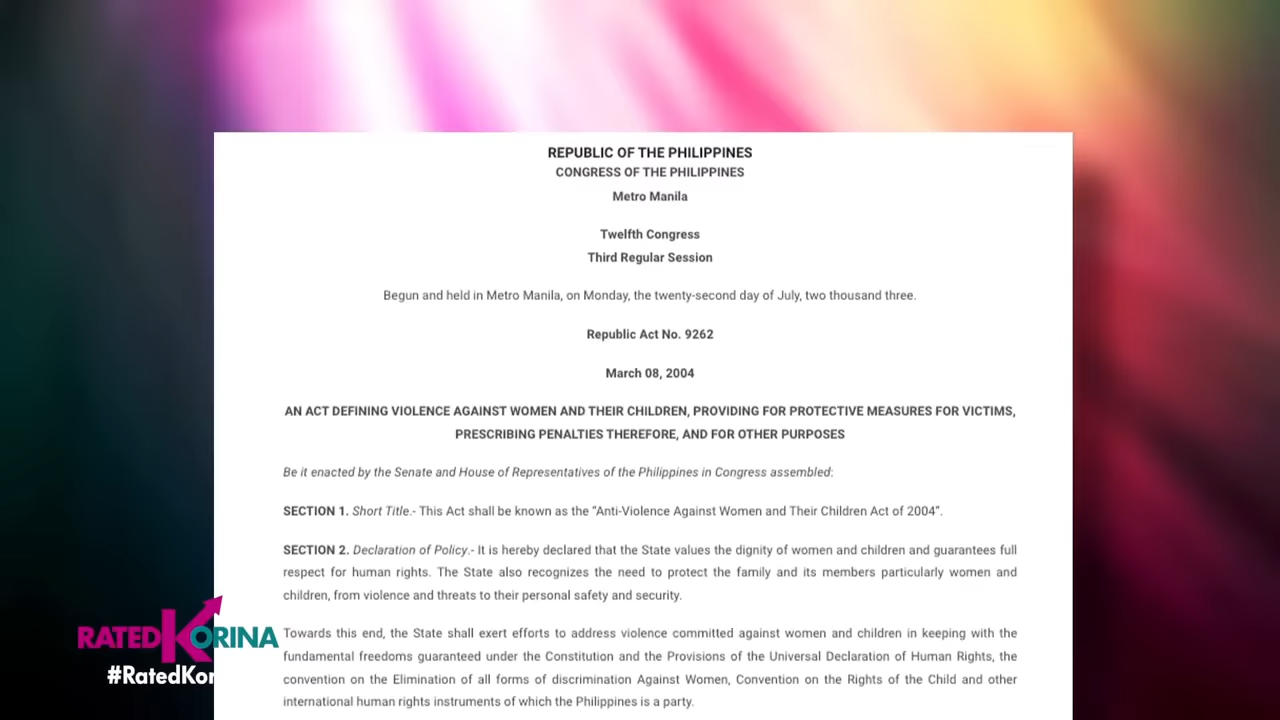 REPUBLIC OF THE PHILIPPINES
CONGRESS OF THE PHILIPPINES
Metro Manila
Twelfth Congress
Third Regular Session
Begun and held in Metro Manila, on Monday, the twenty-second day of July, two thousand three.
Republic Act No. 9262
March 08, 2004
AN ACT DEFINING VIOLENCE AGAINST WOMEN AND THEIR CHILDREN, PROVIDING FOR PROTECTIVE MEASURES FOR VICTIMS,
PRESCRIBING PENALTIES THEREFORE, AND FOR OTHER PURPOSES
Be it enacted by the Senate and House of Representatives of the Philippines in Congress assembled:
SECTION 1. Short Title.- This Act shall be known as the “Anti-Violence Against Women and Their Children Act of 2004”.
SECTION 2. Declaration of Policy.- It is hereby declared that the State values the dignity of women and children and guarantees full
respect for human rights. The State also recognizes the need to protect the family and its members particularly women and
children, from violence and threats to their personal safety and security.
Towards this end, the State shall exert efforts to address violence committed against women and children in keeping with the
fundamental freedoms guaranteed under the Constitution and the Provisions of the Universal Declaration of Human Rights, the
convention on the Elimination of all forms of discrimination Against Women, Convention on the Rights of the Child and other
international human rights instruments of which the Philippines is a party.
RATED KORINA
#RatedKor